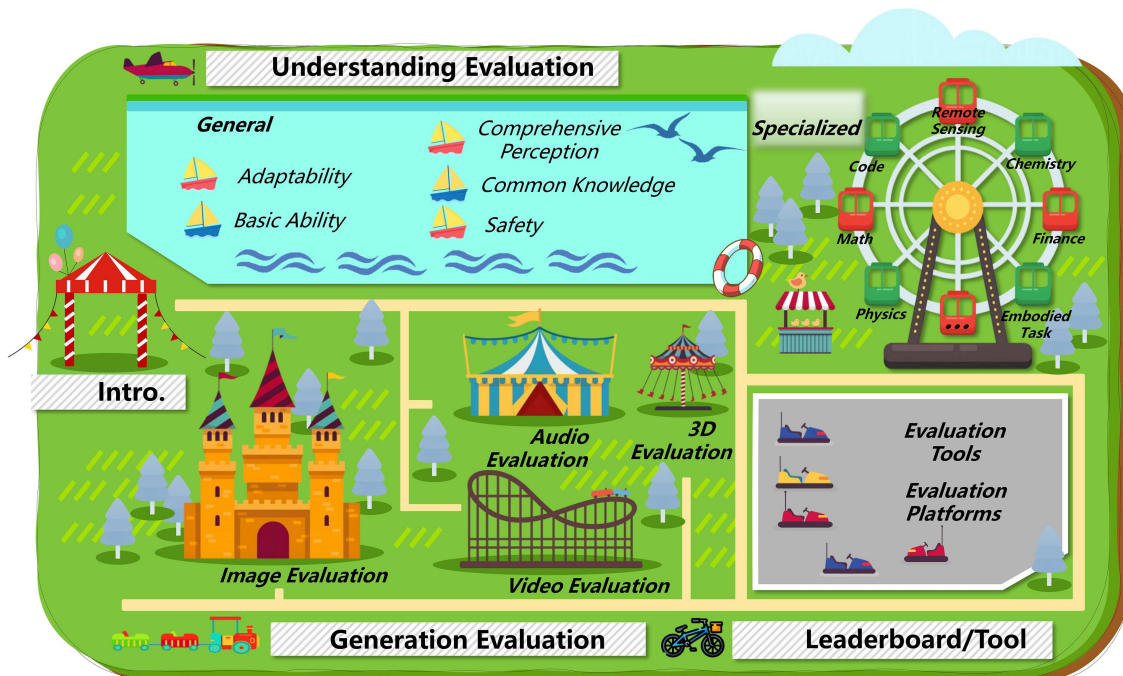 Understanding Evaluation
General
Adaptability
Basic Ability
Comprehensive
Perception
Common Knowledge
Safety
Specialized
Remote
Sensing
Code
Chemistry
Math
Finance
Physics
Embodied
Task
Intro.
Audio
Evaluation
3D
Evaluation
Image Evaluation
Video Evaluation
Evaluation
Tools
Evaluation
Platforms
Generation Evaluation
Leaderboard/Tool